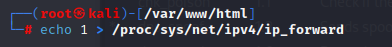 ┌──(root㉿kali)-[/var/www/html]
└─# echo 1 > /proc/sys/net/ipv4/ip_forward